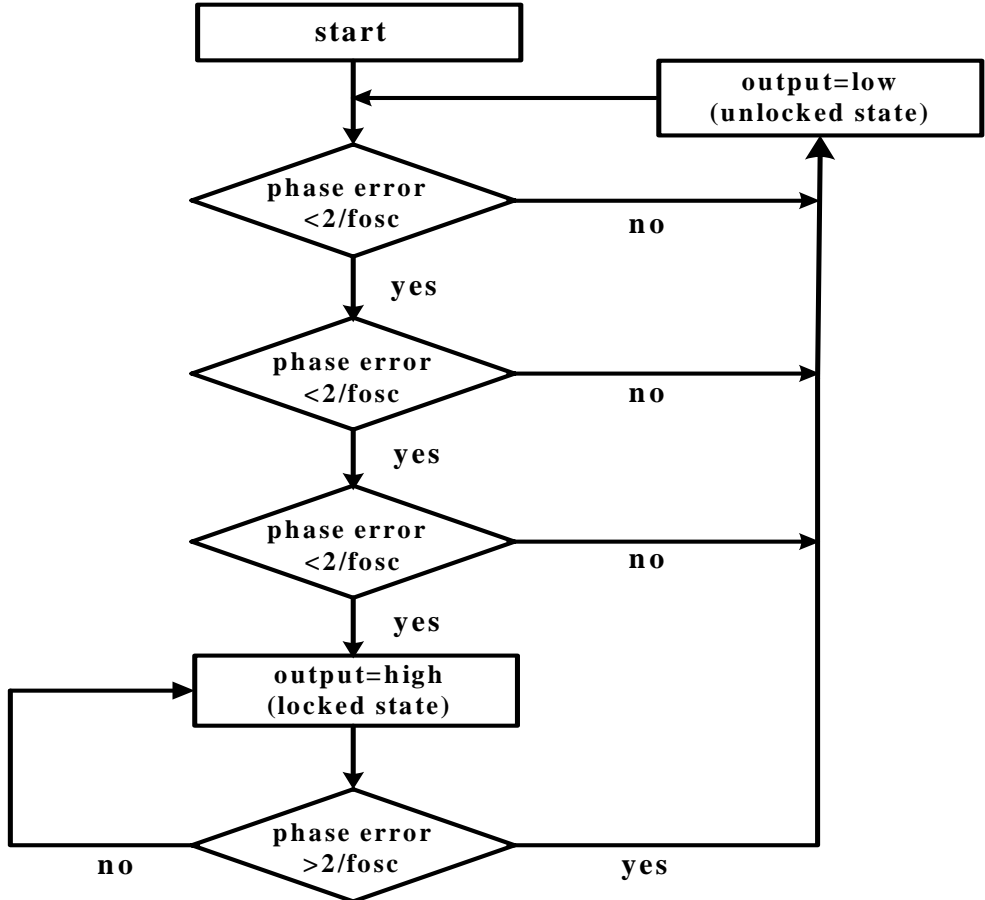 start
output=low
(unlocked state)
phase error
<2/fosc
no
yes
phase error
<2/fosc
no
yes
phase error
<2/fosc
no
yes
output=high
(locked state)
phase error
>2/fosc
no
yes